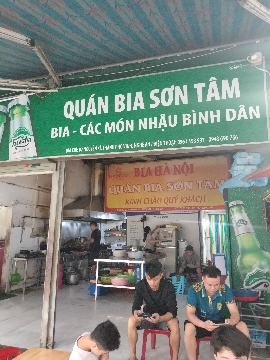 QUÁN BIA SƠN TÂM
BIA - CÁC MÓN NHẬU BÌNH DÂN
BIA HÀ NỘI
QUÁN BIA SƠN TÂM
KÍNH CHÀO QUÝ KHÁCH